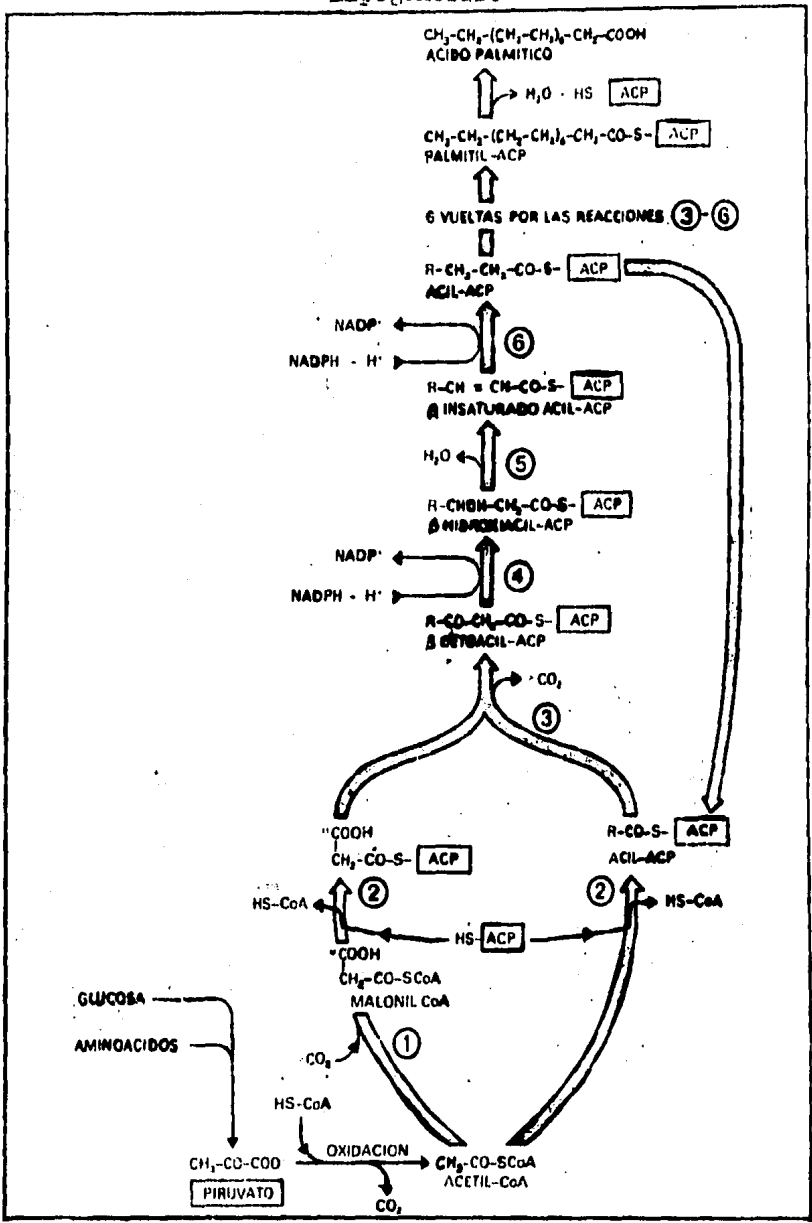 CH₃-CH₂-(CH₂-CH₂)₆-CH₂-COOH
ACIDO PALMITICO
H₂O - HS ACP
CH₃-CH₂-(CH₂-CH₂)₆-CH₂-CO-S- ACP
PALMITIL-ACP
6 VUELTAS POR LAS REACCIONES 3-6
R-CH₂-CH₂-CO-S- ACP
ACIL-ACP
NADP⁺
6
NADPH - H⁺
R-CH = CH-CO-S- ACP
β INSATURADO ACIL-ACP
H₂O
5
R-CHOH-CH₂-CO-S- ACP
β HIDROXIACIL-ACP
NADP⁺
4
NADPH - H⁺
R-CO-CH₂-CO-S- ACP
β CETOACIL-ACP
CO₂
3
*COOH
R-CO-S- ACP
CH₂-CO-S- ACP
ACIL-ACP
2
2
HS-CoA
HS-CoA
HS-ACP
*COOH
CH₂-CO-SCoA
MALONIL CoA
GLUCOSA
1
AMINOACIDOS
CO₂
HS-CoA
OXIDACION
CH₃-CO-COO
CH₃-CO-SCoA
PIRUVATO
ACETIL-CoA
CO₂